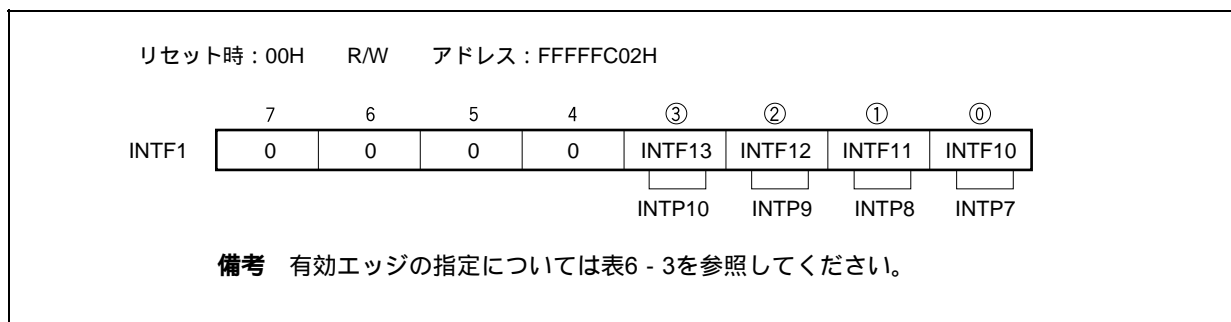 リセット時：00H R/W アドレス：FFFFFC02H
7 6 5 4 ③ ② ① ⓪
INTF1 0 0 0 0 INTF13 INTF12 INTF11 INTF10
INTP10 INTP9 INTP8 INTP7
備考 有効エッジの指定については表6 - 3を参照してください。